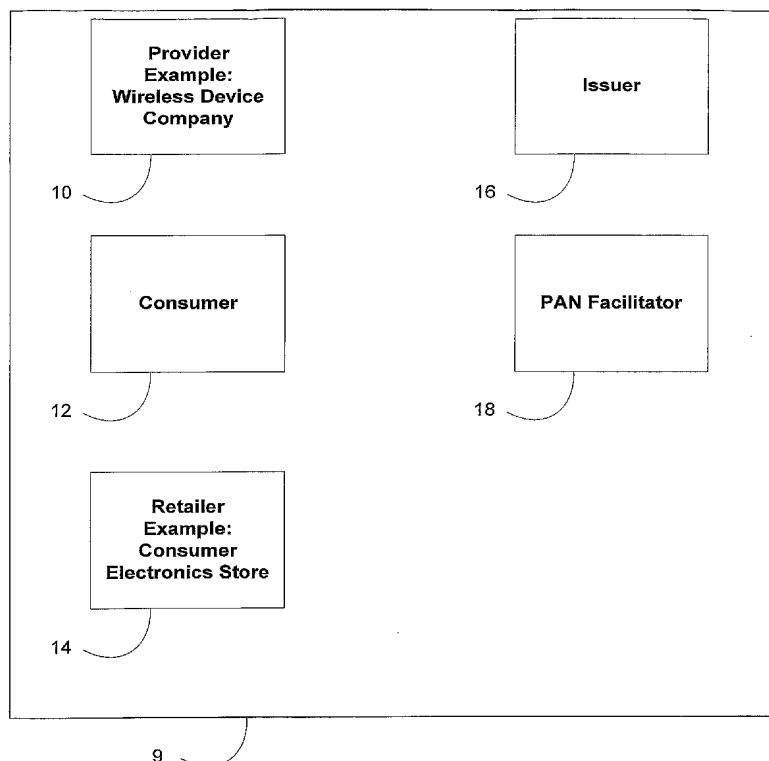 Provider
Example:
Wireless Device
Company
10
Issuer
16
Consumer
12
PAN Facilitator
18
Retailer
Example:
Consumer
Electronics Store
14
9